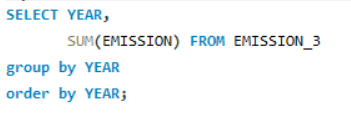 SELECT YEAR,
SUM(EMISSION) FROM EMISSION_3
group by YEAR
order by YEAR;